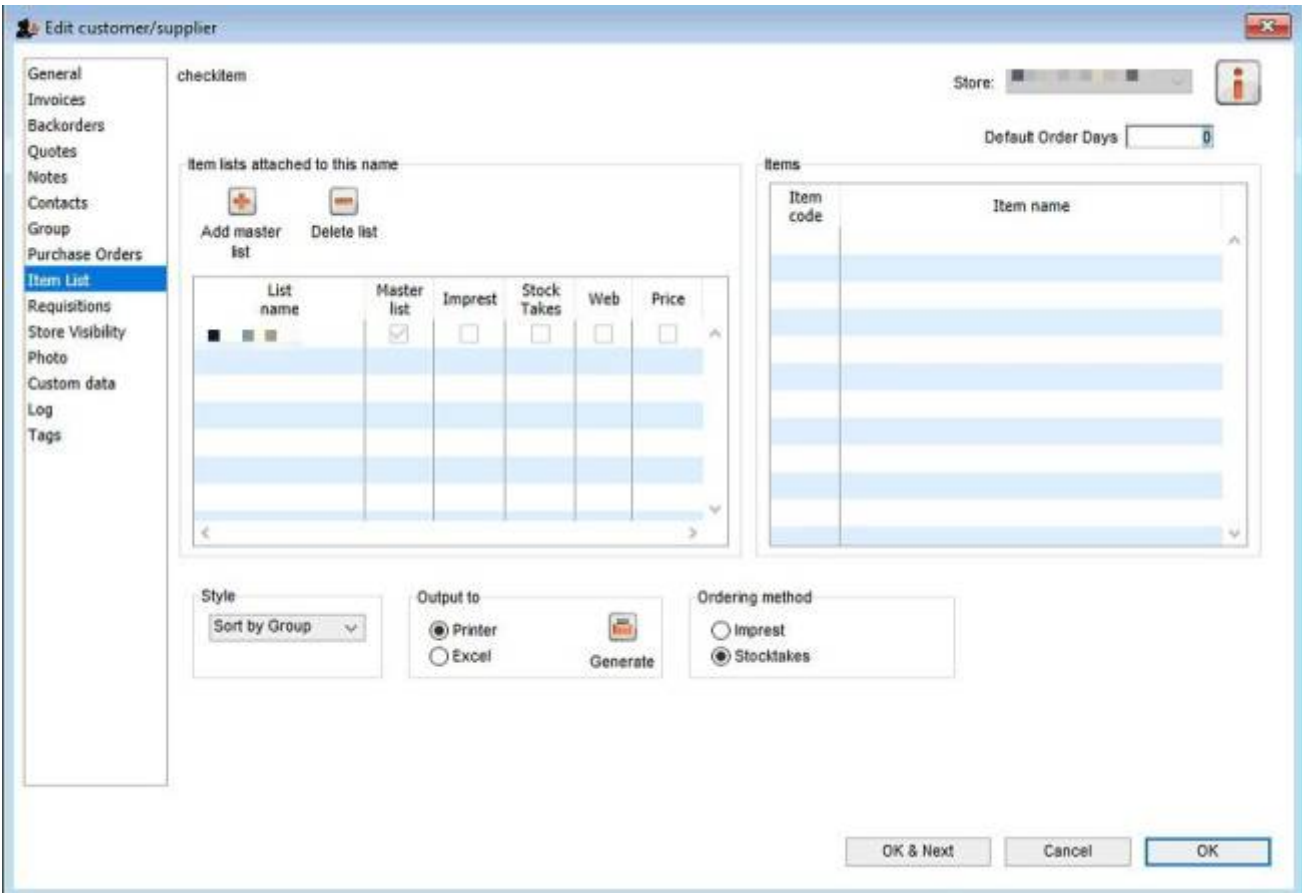 Edit customer/supplier
General
Invoices
Backorders
Quotes
Notes
Contacts
Group
Purchase Orders
Item List
Requisitions
Store Visibility
Photo
Custom data
Log
Tags
checkitem
Store:
Default Order Days 0
Item lists attached to this name
Add master
list
Delete list
List
name
Master
list
Imprest
Stock
Takes
Web
Price
Items
Item
code
Item name
Style
Sort by Group
Output to
Printer
Excel
Generate
Ordering method
Imprest
Stocktakes
OK & Next
Cancel
OK